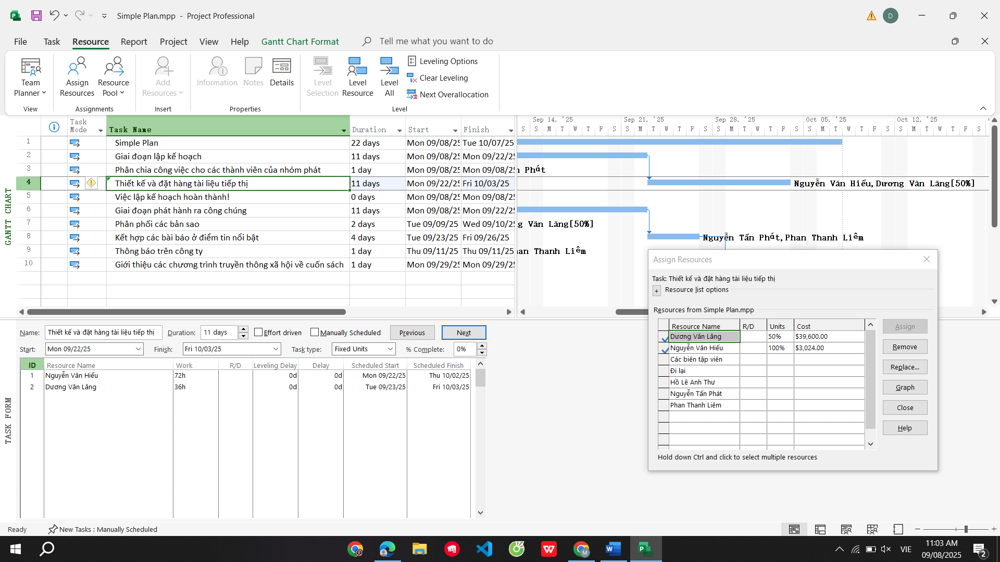 Simple Plan.mpp - Project Professional
D
File Task Resource Report Project View Help Gantt Chart Format Tell me what you want to do
Team Planner
Assign Resources
Resource Pool
Add Resources
Information
Notes
Details
Level Selection
Level Resource
Level All
Leveling Options
Clear Leveling
Next Overallocation
View Assignments Insert Properties Level
Task Mode Task Name Duration Start Finish
Sep 14, '25 Sep 21, '25 Sep 28, '25 Oct 05, '25 Oct 12, '25
S S M T W T F S S M T W T F S S M T W T F S S M T W T F S S M T W T F S
1 Simple Plan 22 days Mon 09/08/25 Tue 10/07/25
2 Giai đoạn lập kế hoạch 11 days Mon 09/08/25 Mon 09/22/25
3 Phân chia công việc cho các thành viên của nhóm phát 1 day Mon 09/08/25 Mon 09/08/25 Phát
4 Thiết kế và đặt hàng tài liệu tiếp thị 11 days Mon 09/22/25 Fri 10/03/25 Nguyễn Văn Hiếu,Dương Văn Lăng[50%]
5 Việc lập kế hoạch hoàn thành! 0 days Mon 09/08/25 Mon 09/08/25
6 Giai đoạn phát hành ra công chúng 11 days Mon 09/08/25 Mon 09/22/25
7 Phân phối các bản sao 2 days Tue 09/09/25 Wed 09/10/25 Văn Lăng[50%]
8 Kết hợp các bài báo ở điểm tin nổi bật 4 days Tue 09/23/25 Fri 09/26/25 Nguyễn Tấn Phát,Phan Thanh Liêm
9 Thông báo trên công ty 1 day Thu 09/11/25 Thu 09/11/25 Thanh Liêm
10 Giới thiệu các chương trình truyền thông xã hội về cuốn sách 1 day Mon 09/29/25 Mon 09/29/25
GANTT CHART
Assign Resources
Task: Thiết kế và đặt hàng tài liệu tiếp thị
+ Resource list options
Resources from Simple Plan.mpp
Resource Name R/D Units Cost
Dương Văn Lăng 50% $39,600.00
Nguyễn Văn Hiếu 100% $3,024.00
Các biên tập viên
Đi lại
Hồ Lê Anh Thư
Nguyễn Tấn Phát
Phan Thanh Liêm
Assign
Remove
Replace...
Graph
Close
Help
Hold down Ctrl and click to select multiple resources
Name: Thiết kế và đặt hàng tài liệu tiếp thị Duration: 11 days Effort driven Manually Scheduled Previous Next
Start: Mon 09/22/25 Finish: Fri 10/03/25 Task type: Fixed Units % Complete: 0%
ID Resource Name Work R/D Leveling Delay Delay Scheduled Start Scheduled Finish
1 Nguyễn Văn Hiếu 72h 0d 0d Mon 09/22/25 Thu 10/02/25
2 Dương Văn Lăng 36h 0d 0d Tue 09/23/25 Fri 10/03/25
TASK FORM
Ready New Tasks : Manually Scheduled
VIE
11:03 AM
09/08/2025
2